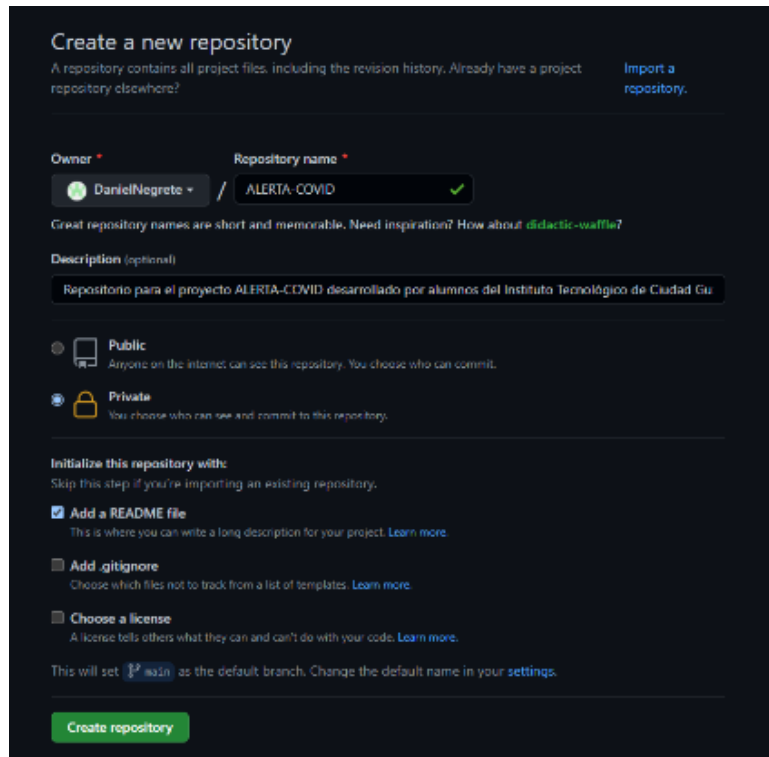 Create a new repository
A repository contains all project files, including the revision history. Already have a project Import a
repository elsewhere? repository.
Owner * Repository name *
DanielNegrete / ALERTA-COVID
Great repository names are short and memorable. Need inspiration? How about didactic-waffle?
Description (optional)
Repositorio para el proyecto ALERTA-COVID desarrollado por alumnos del Instituto Tecnológico de Ciudad Gu
Public
Anyone on the internet can see this repository. You choose who can commit.
Private
You choose who can see and commit to this repository.
Initialize this repository with:
Skip this step if you're importing an existing repository.
Add a README file
This is where you can write a long description for your project. Learn more.
Add .gitignore
Choose which files not to track from a list of templates. Learn more.
Choose a license
A license tells others what they can and can't do with your code. Learn more.
This will set main as the default branch. Change the default name in your settings.
Create repository